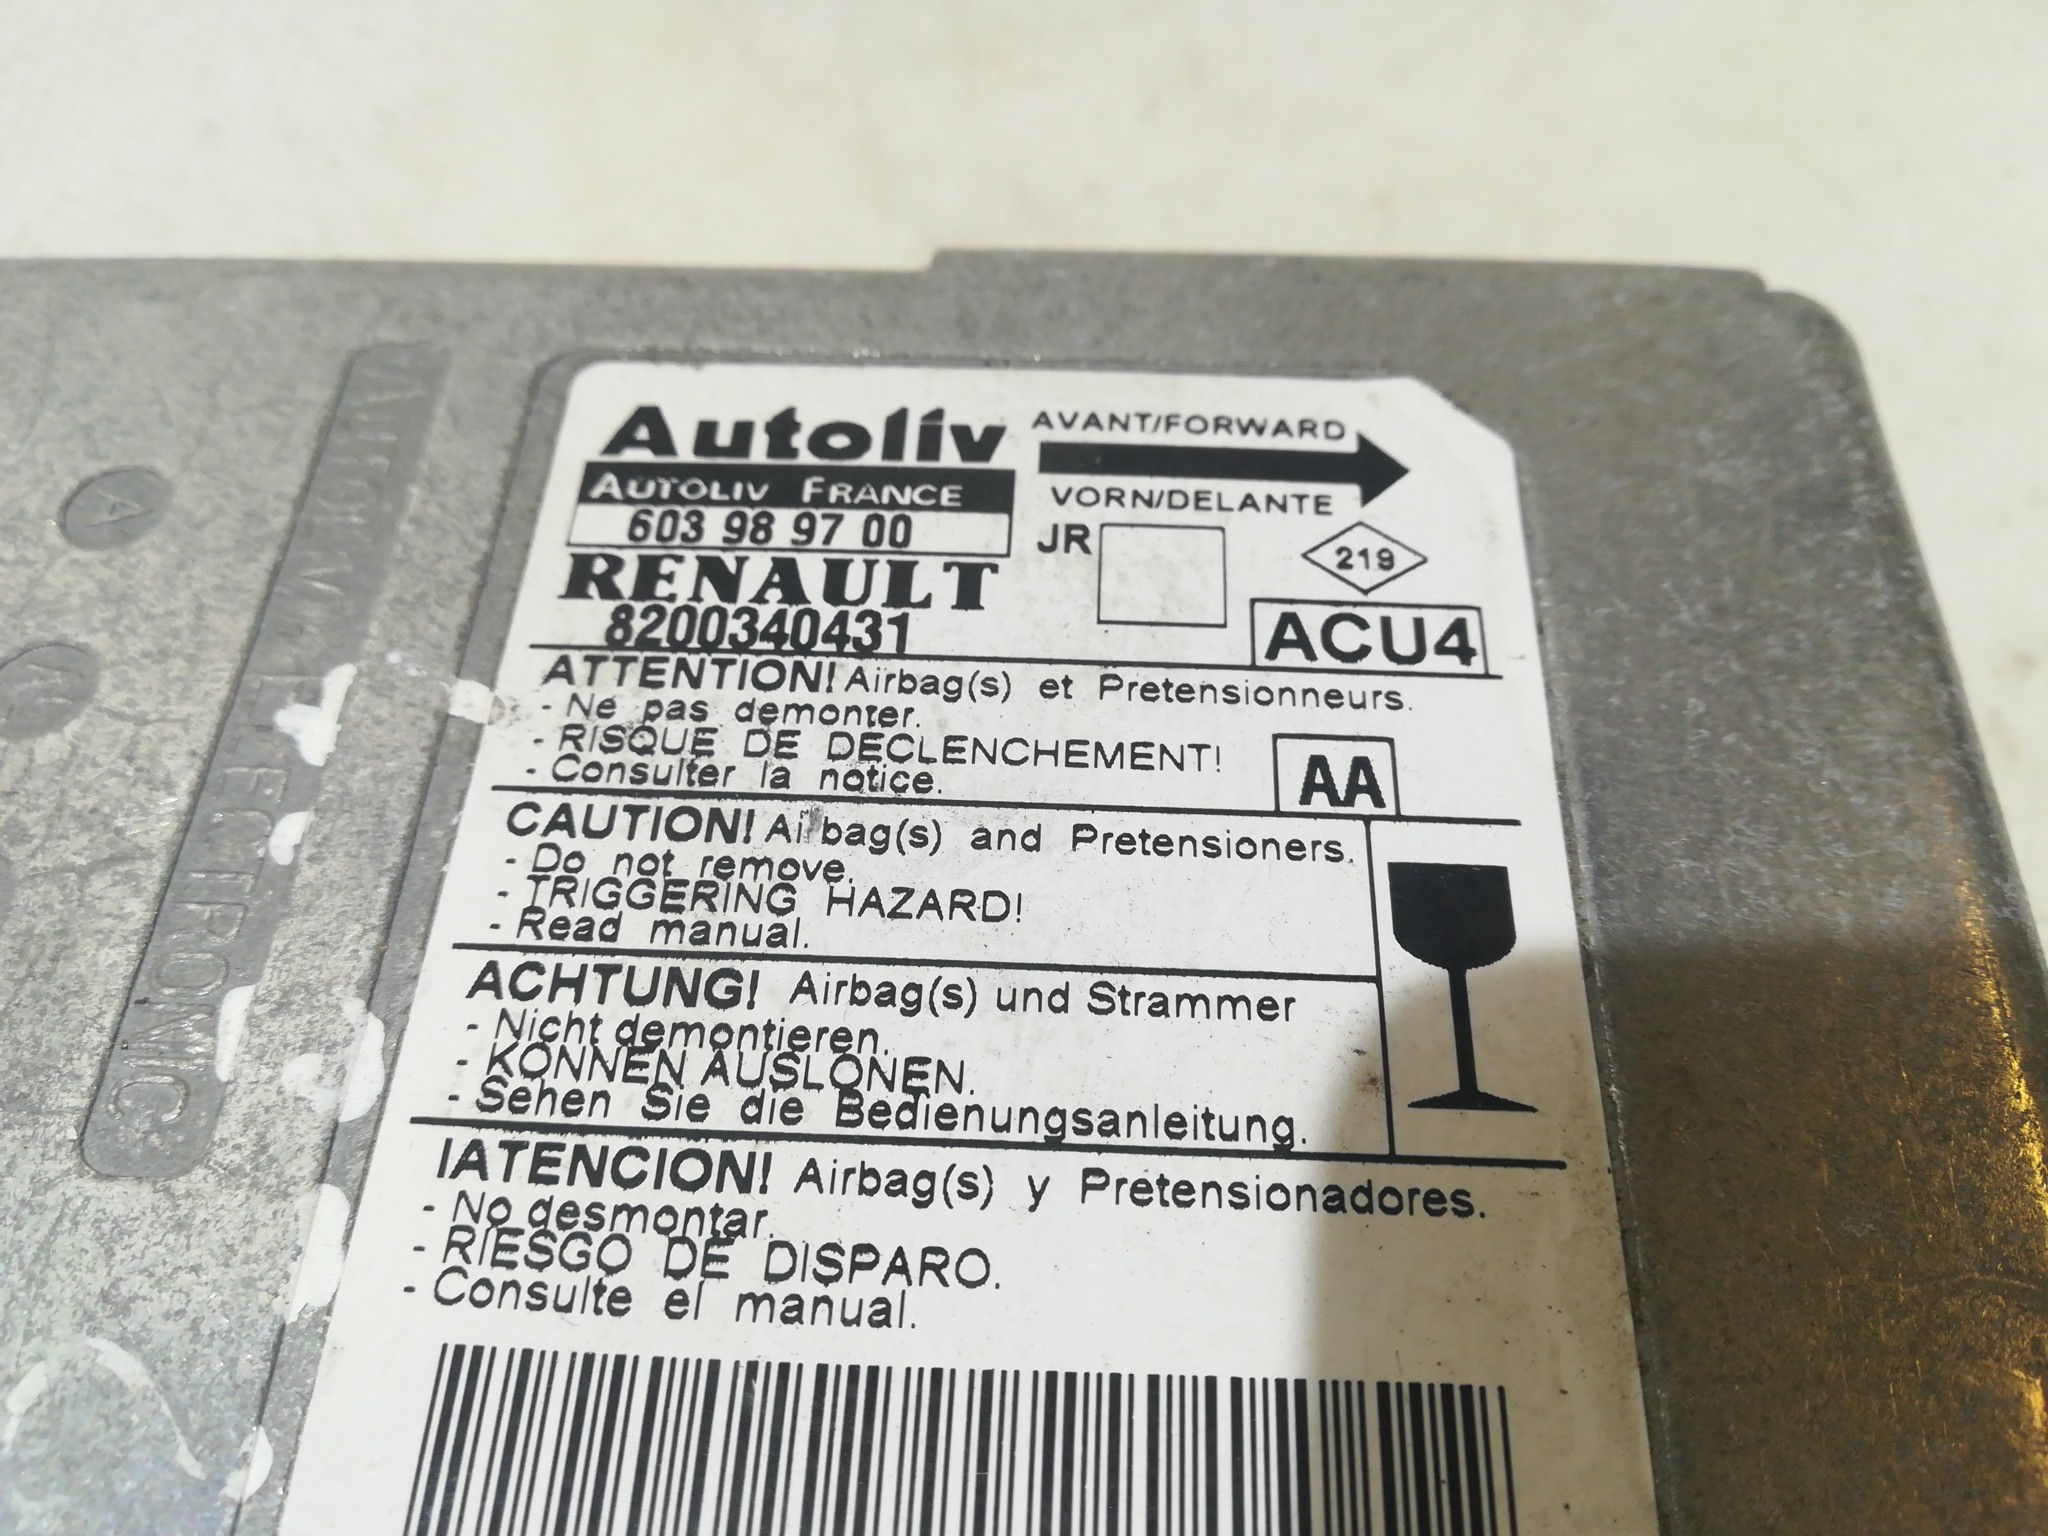 Autoliv
AVANT/FORWARD
AUTOLIV FRANCE
VORN/DELANTE
603 98 97 00
JR
219
RENAULT
8200340431
ACU4
ATTENTION! Airbag(s) et Pretensionneurs.
- Ne pas demonter.
- RISQUE DE DECLENCHEMENT!
- Consulter la notice.
AA
CAUTION! Ai bag(s) and Pretensioners.
- Do not remove.
- TRIGGERING HAZARD!
- Read manual.
ACHTUNG! Airbag(s) und Strammer
- Nicht demontieren.
- KONNEN AUSLONEN.
- Sehen Sie die Bedienungsanleitung.
IATENCION! Airbag(s) y Pretensionadores.
- No desmontar.
- RIESGO DE DISPARO.
- Consulte el manual.
A
ELECTRONIC